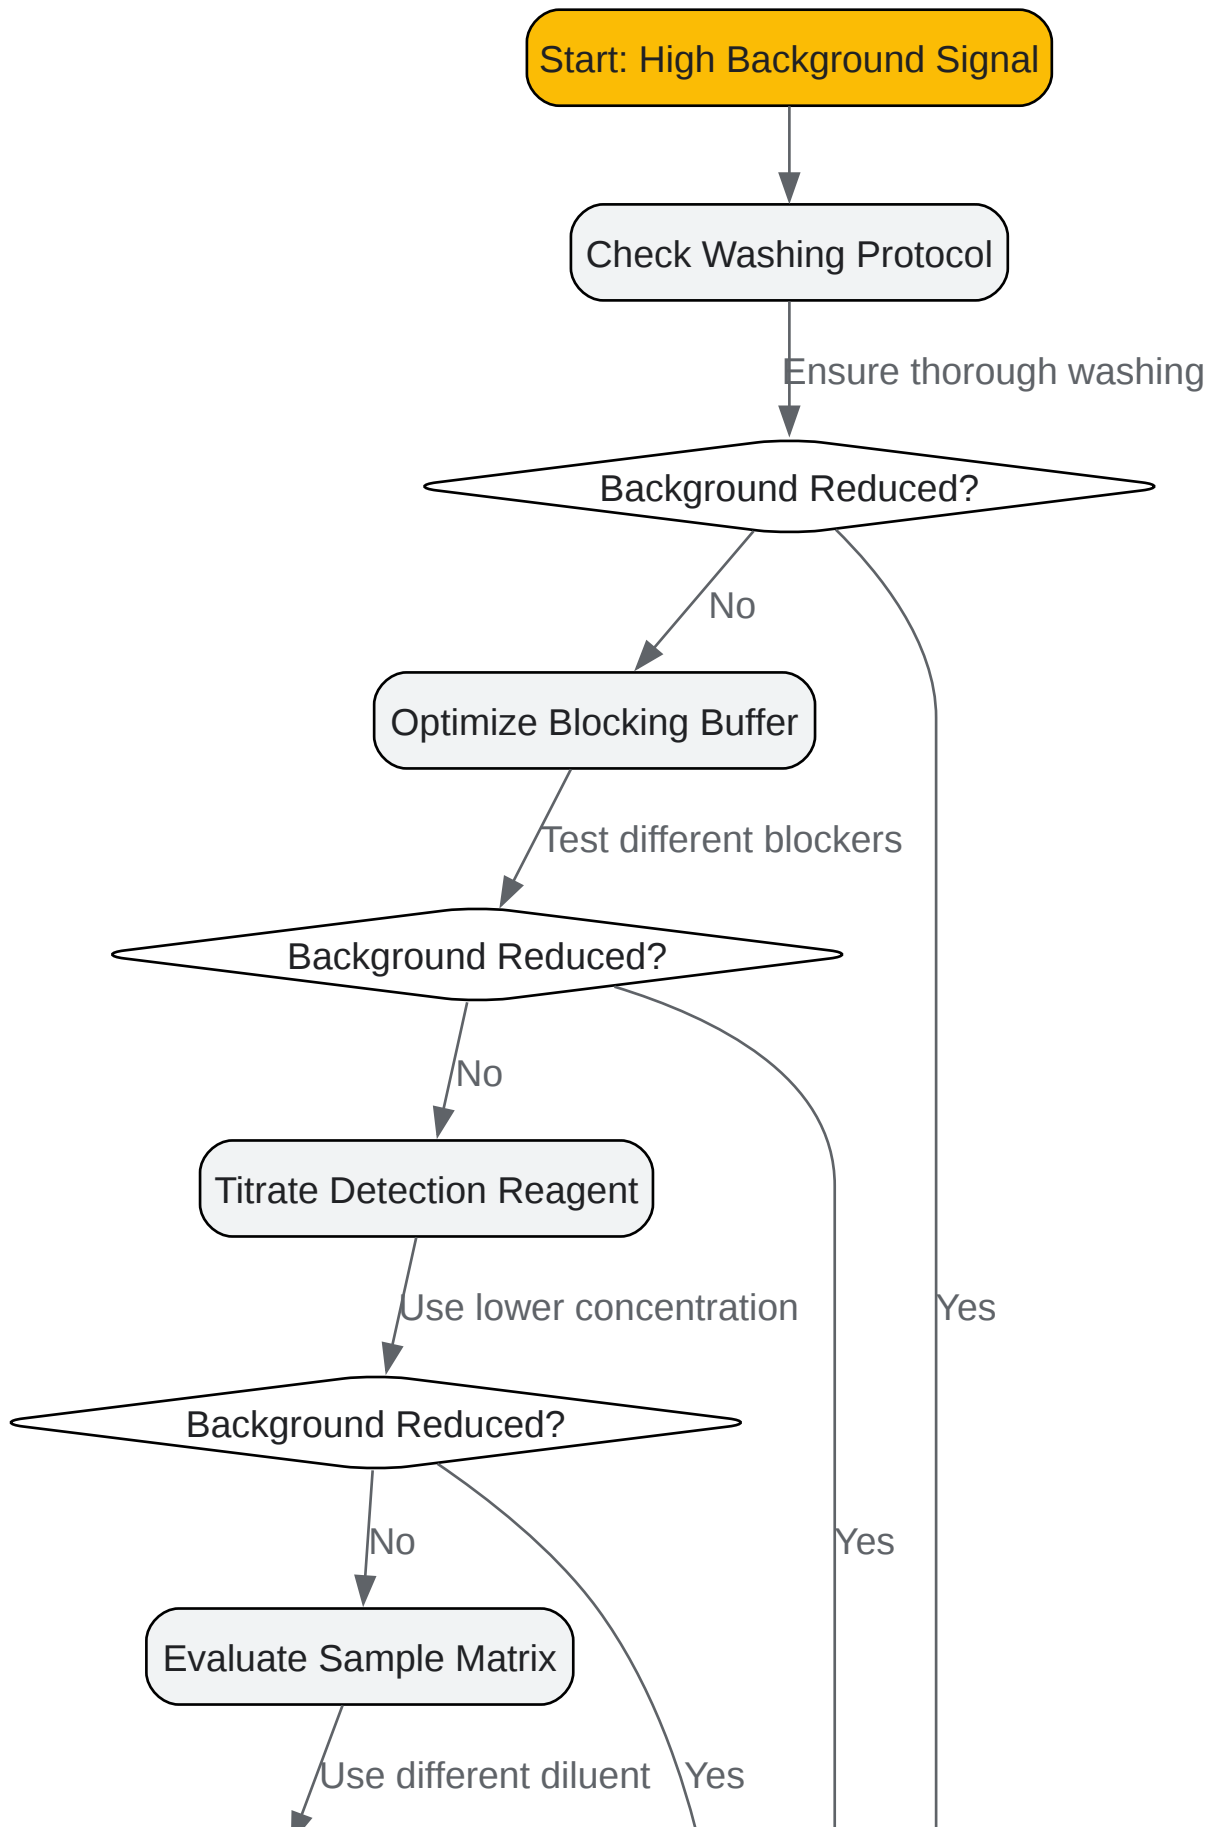 Start: High Background Signal
Check Washing Protocol
Ensure thorough washing
Background Reduced?
No
Optimize Blocking Buffer
Test different blockers
Background Reduced?
No
Titrate Detection Reagent
Use lower concentration
Yes
Background Reduced?
No
Yes
Evaluate Sample Matrix
Use different diluent
Yes